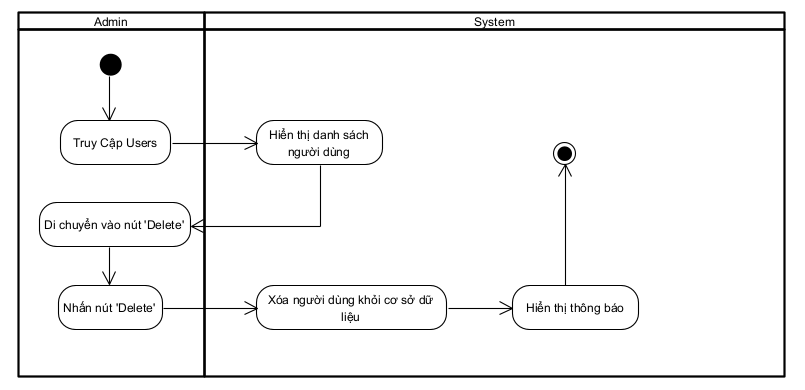 Admin
System
Truy Cập Users
Hiển thị danh sách
người dùng
Di chuyển vào nút 'Delete'
Nhấn nút 'Delete'
Xóa người dùng khỏi cơ sở dữ
liệu
Hiển thị thông báo